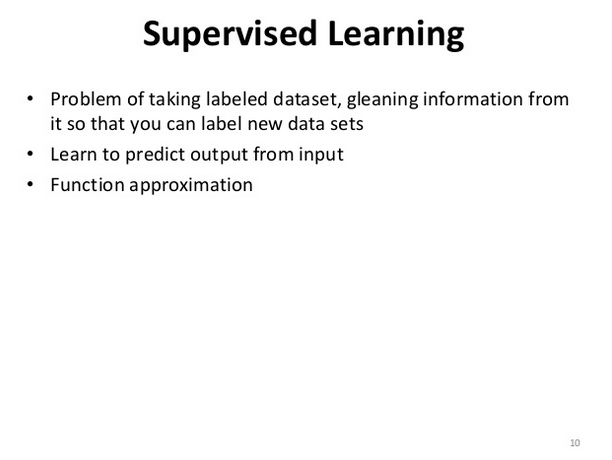 Supervised Learning
• Problem of taking labeled dataset, gleaning information from
it so that you can label new data sets
• Learn to predict output from input
• Function approximation
10